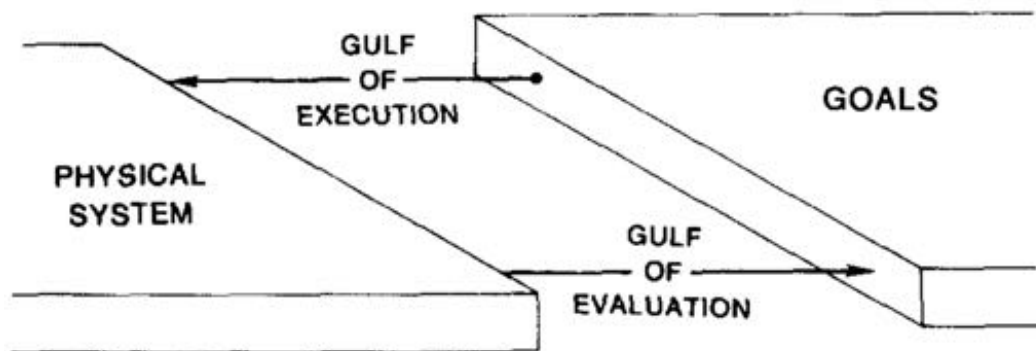 GULF
OF
EXECUTION
GOALS
PHYSICAL
SYSTEM
GULF
OF
EVALUATION